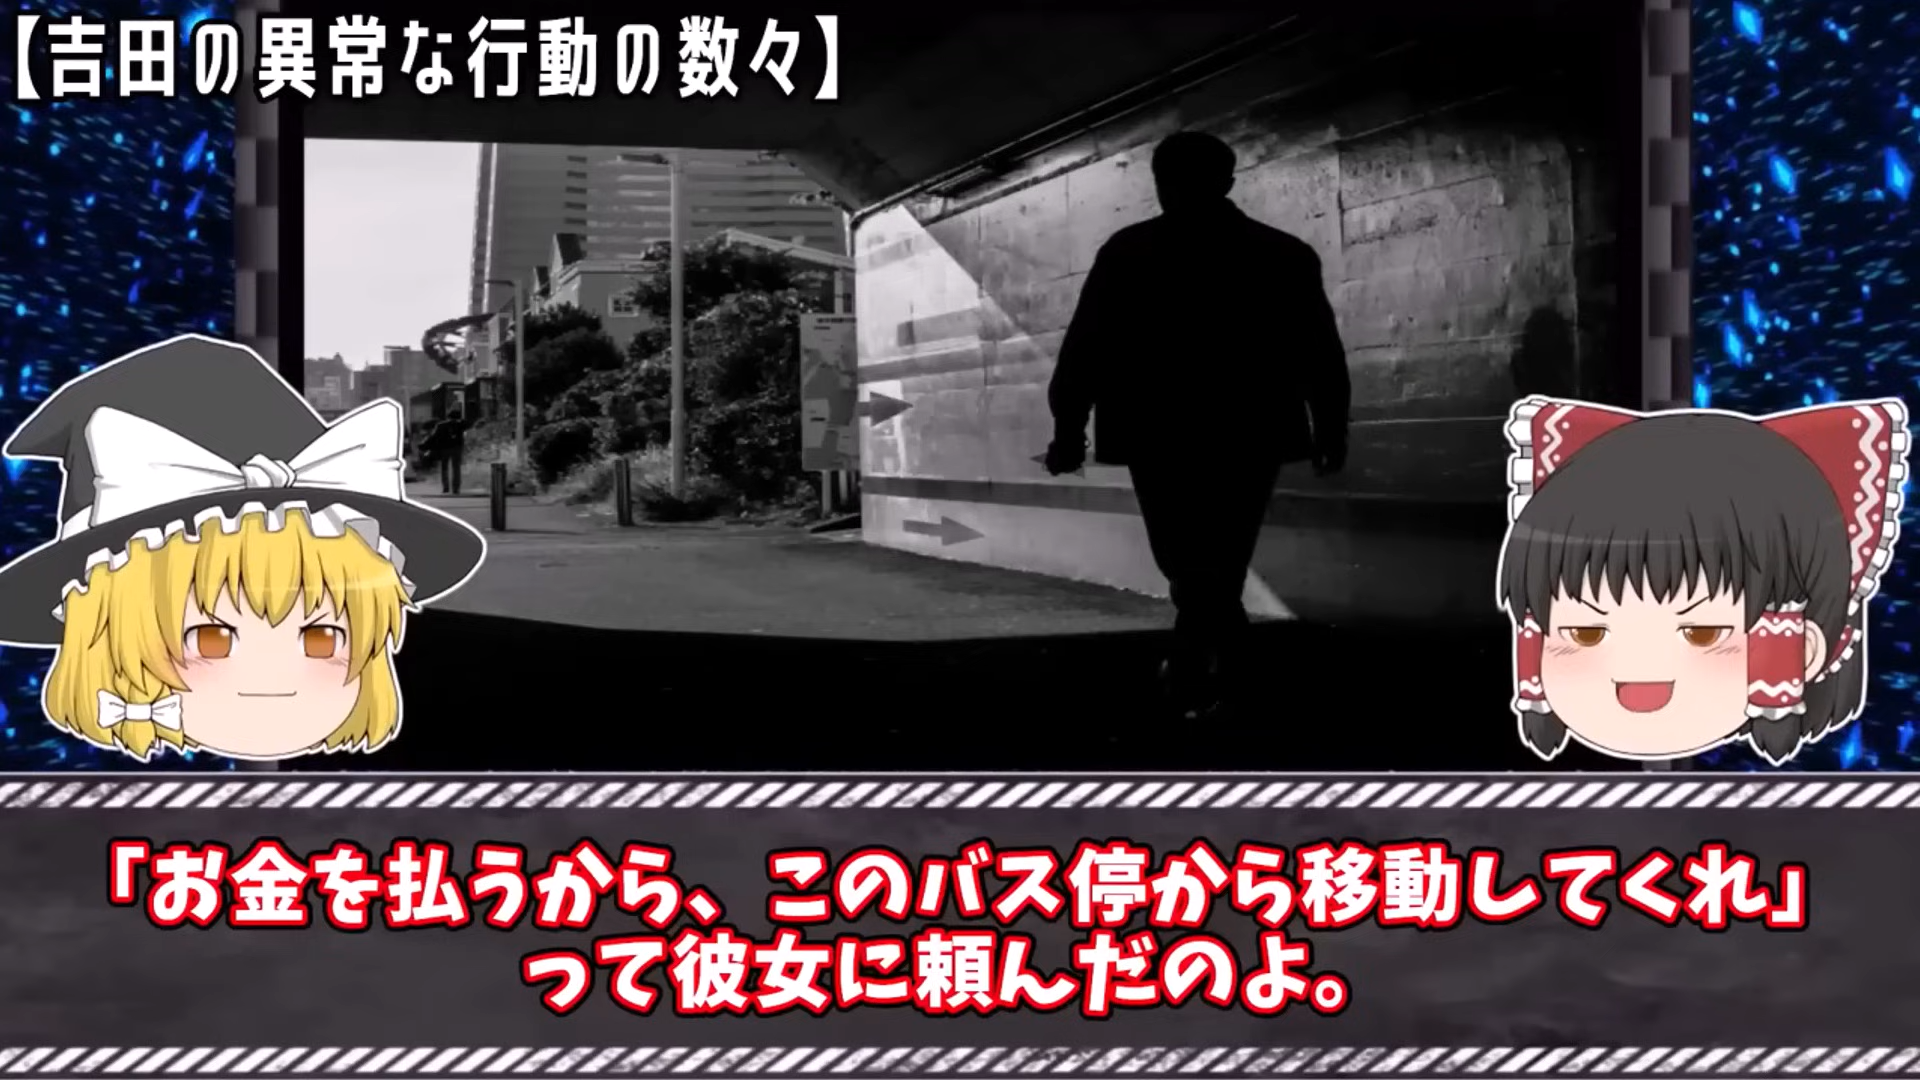 【吉田の異常な行動の数々】
「お金を払うから、このバス停から移動してくれ」
って彼女に頼んだのよ。